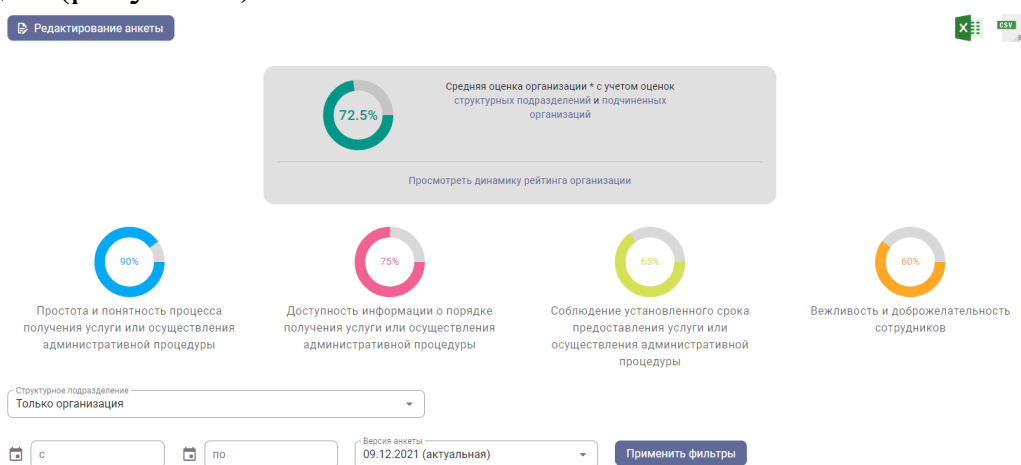 Редактирование анкеты
CSV
72.5%
Средняя оценка организации * с учетом оценок
структурных подразделений и подчиненных
организаций
Просмотреть динамику рейтинга организации
90%
75%
65%
60%
Простота и понятность процесса
получения услуги или осуществления
административной процедуры
Доступность информации о порядке
получения услуги или осуществления
административной процедуры
Соблюдение установленного срока
предоставления услуги или
осуществления административной
процедуры
Вежливость и доброжелательность
сотрудников
Структурное подразделение
Только организация
с
по
Версия анкеты
09.12.2021 (актуальная)
Применить фильтры